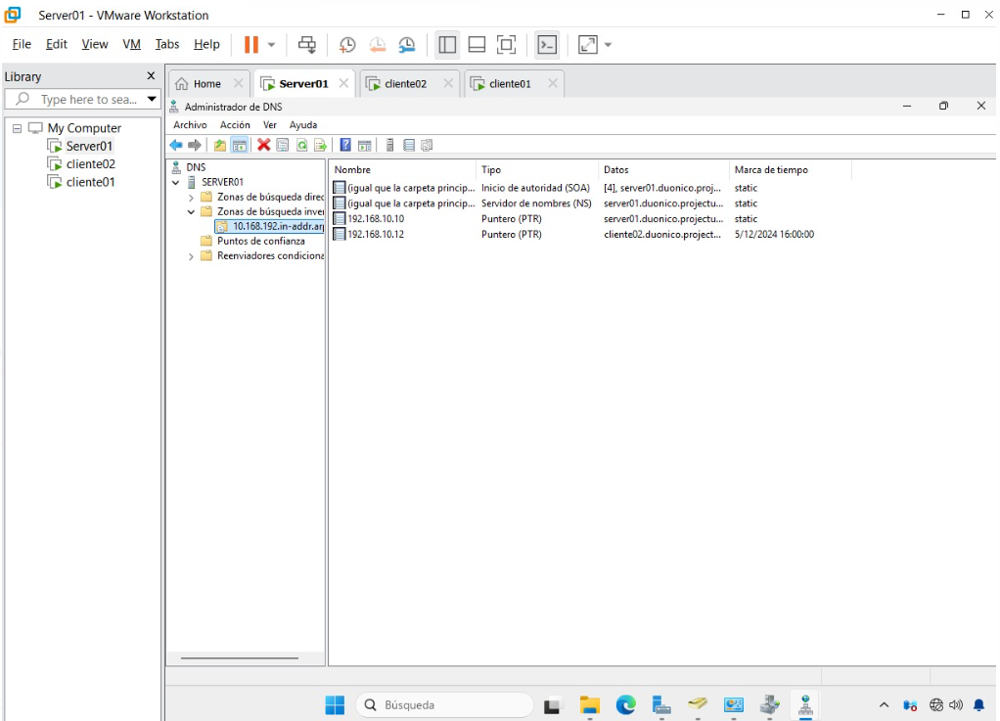 Server01 - VMware Workstation
File Edit View VM Tabs Help
Library
Type here to sea...
My Computer
Server01
cliente02
cliente01
Home
Server01
cliente02
cliente01
Administrador de DNS
Archivo Acción Ver Ayuda
DNS
SERVER01
Zonas de búsqueda direc
Zonas de búsqueda inver
10.168.192.in-addr.arp
Puntos de confianza
Reenviadores condiciona
Nombre Tipo Datos Marca de tiempo
(igual que la carpeta princip... Inicio de autoridad (SOA) [4], server01.duonico.proj... static
(igual que la carpeta princip... Servidor de nombres (NS) server01.duonico.projectu... static
192.168.10.10 Puntero (PTR) server01.duonico.projectu... static
192.168.10.12 Puntero (PTR) cliente02.duonico.project... 5/12/2024 16:00:00
Búsqueda